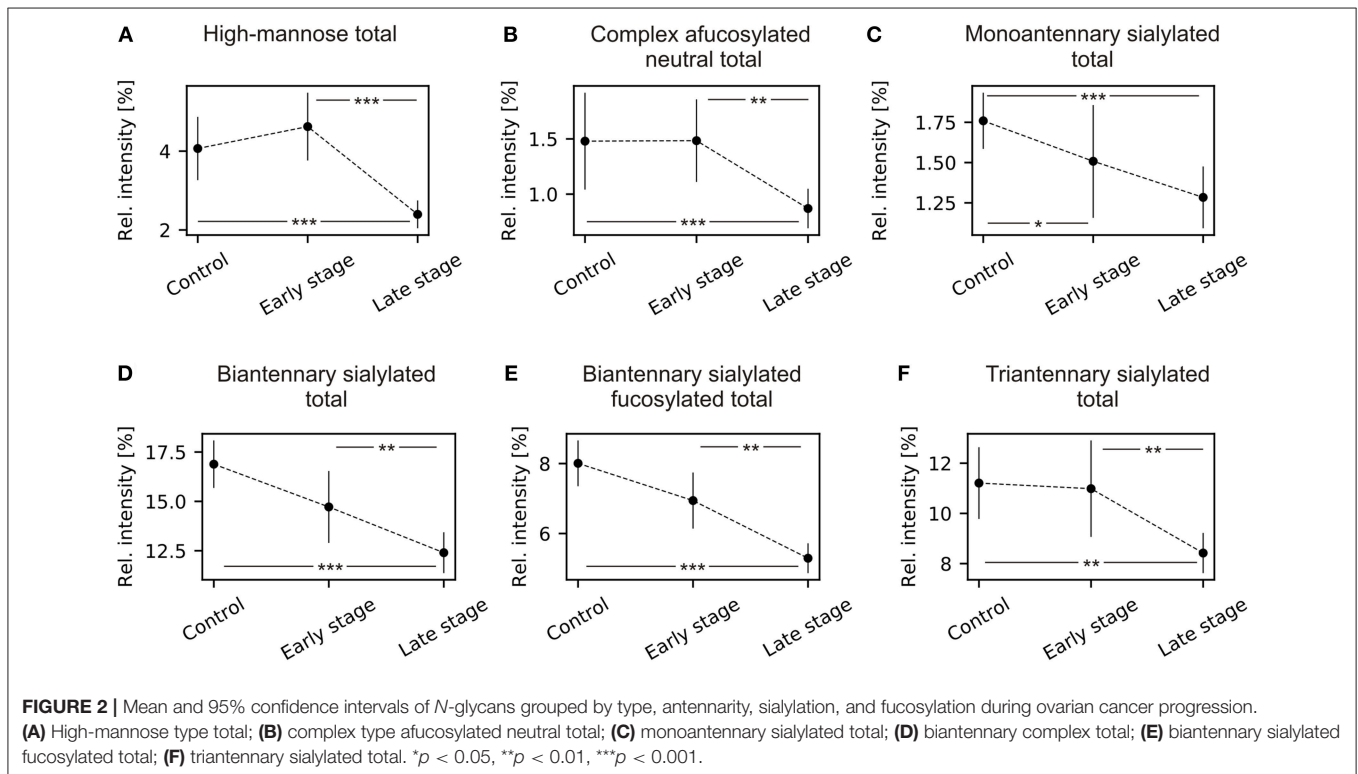 A
High-mannose total
Rel. intensity [%]
4
2
***
***
Control
Early stage
Late stage
B
Complex afucosylated
neutral total
Rel. intensity [%]
1.5
1.0
**
***
Control
Early stage
Late stage
C
Monoantennary sialylated
total
Rel. intensity [%]
1.75
1.50
1.25
***
*
Control
Early stage
Late stage
D
Biantennary sialylated
total
Rel. intensity [%]
17.5
15.0
12.5
**
***
Control
Early stage
Late stage
E
Biantennary sialylated
fucosylated total
Rel. intensity [%]
8
6
**
***
Control
Early stage
Late stage
F
Triantennary sialylated
total
Rel. intensity [%]
12
10
8
**
**
Control
Early stage
Late stage
FIGURE 2 | Mean and 95% confidence intervals of N-glycans grouped by type, antennarity, sialylation, and fucosylation during ovarian cancer progression.
(A) High-mannose type total; (B) complex type afucosylated neutral total; (C) monoantennary sialylated total; (D) biantennary complex total; (E) biantennary sialylated
fucosylated total; (F) triantennary sialylated total. *p < 0.05, **p < 0.01, ***p < 0.001.